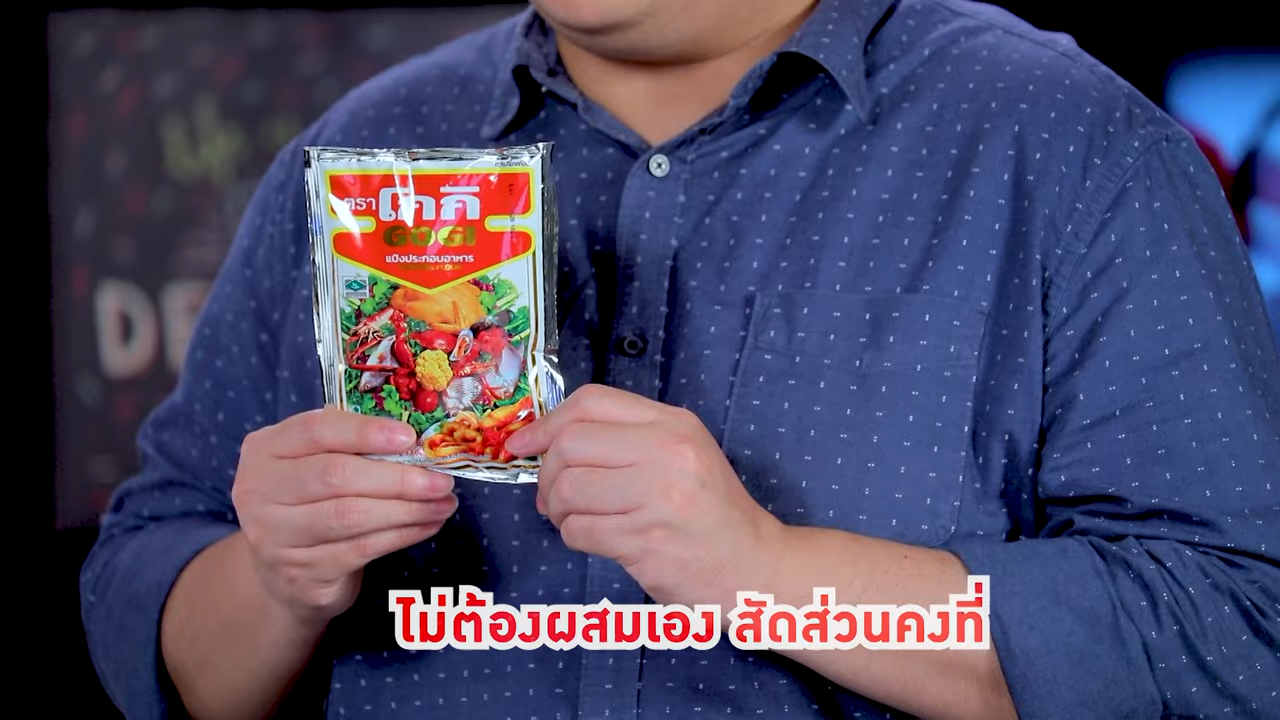 ตรา โกกิ
GOGI
แป้งประกอบอาหาร
DE
ไม่ต้องผสมเอง สัดส่วนคงที่